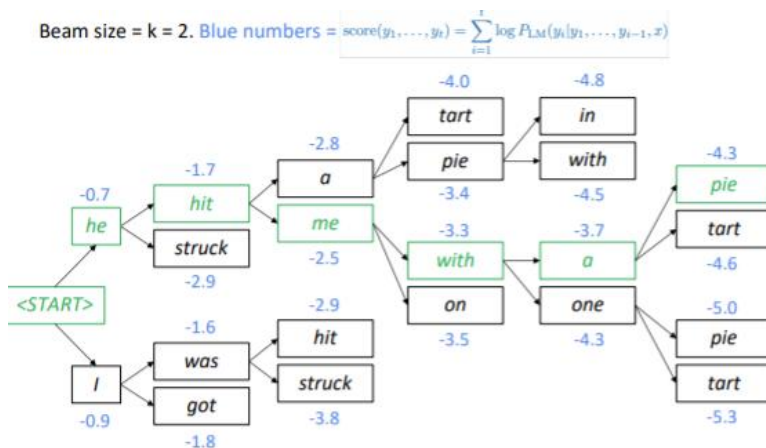 Beam size = k = 2. Blue numbers = score(y₁, …, yₜ) = ∑ᵢ₌₁ᵗ log P_LM(yᵢ|y₁, …, yᵢ₋₁, x)
-4.0 -4.8
tart in
-2.8
-1.7 a pie with -4.3
-0.7 hit -3.4 -4.5 pie
he me -3.3 -3.7 tart
struck -2.5 with a -4.6
<START> -2.9 -2.9 on one -5.0
-1.6 hit -3.5 -4.3 pie
was struck tart
I got -3.8 -5.3
-0.9 -1.8